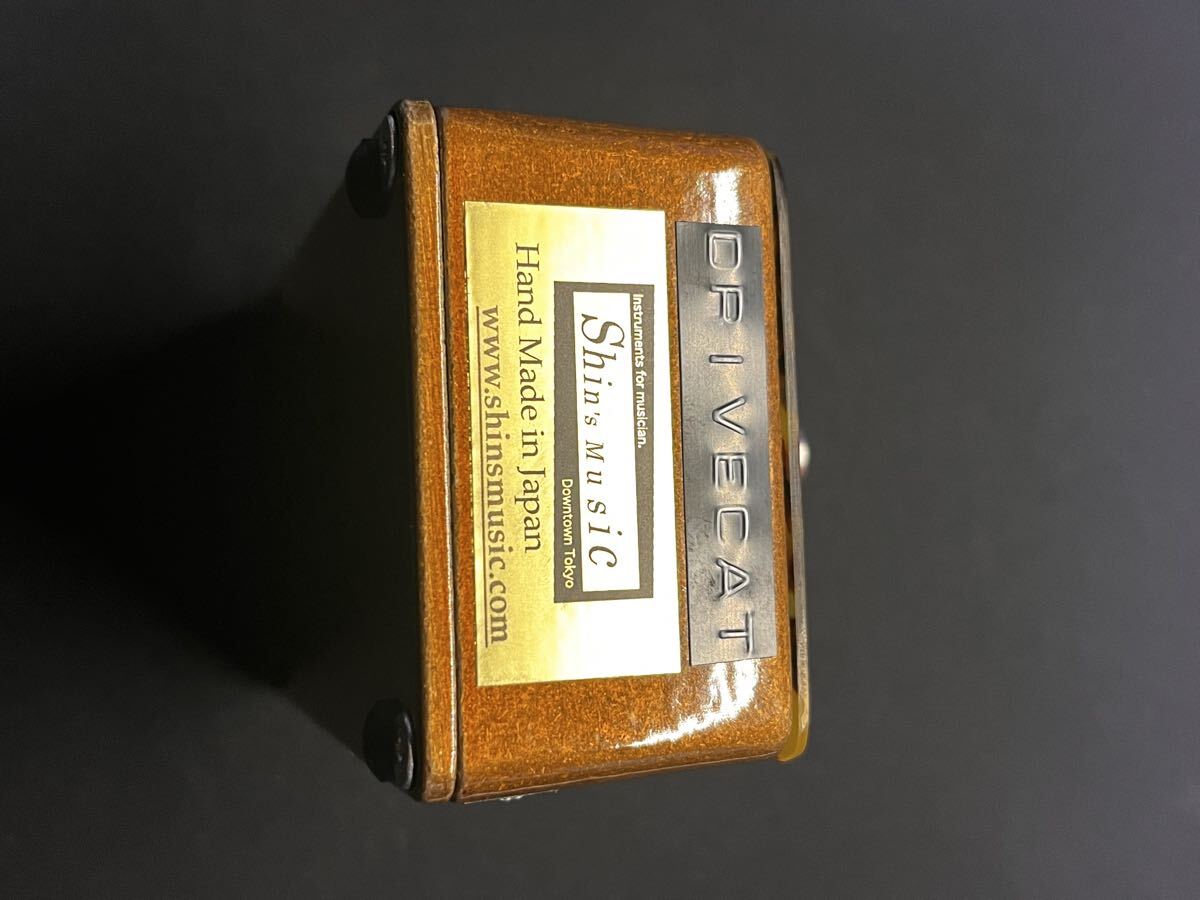 DRIVECAT
Instruments for musician.
Shin's Music
Downtown Tokyo
Hand Made in Japan
www.shinsmusic.com